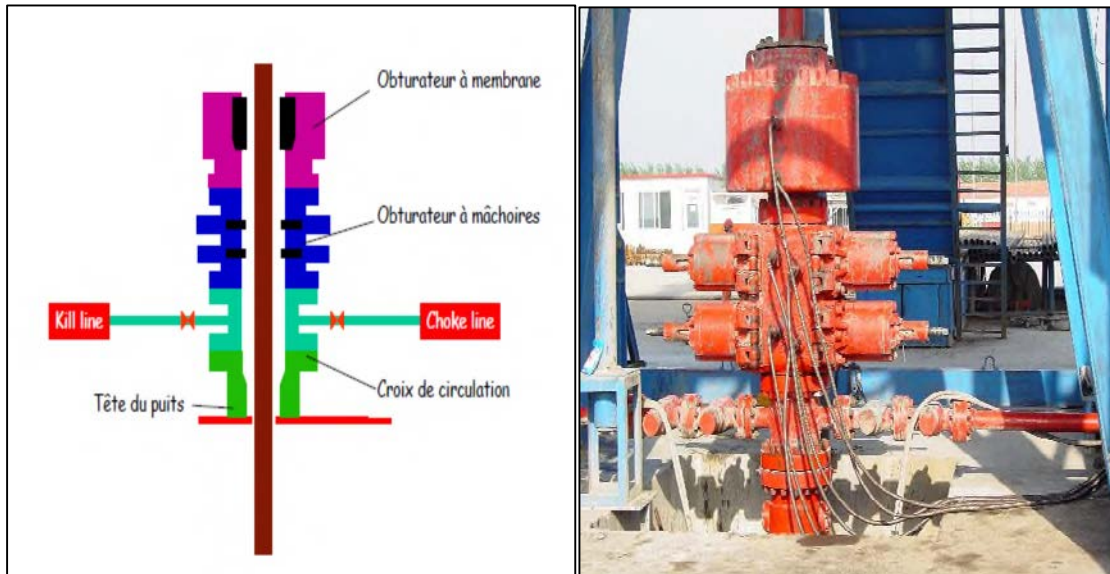 Obturateur à membrane
Obturateur à mâchoires
Kill line
Choke line
Croix de circulation
Tête du puits